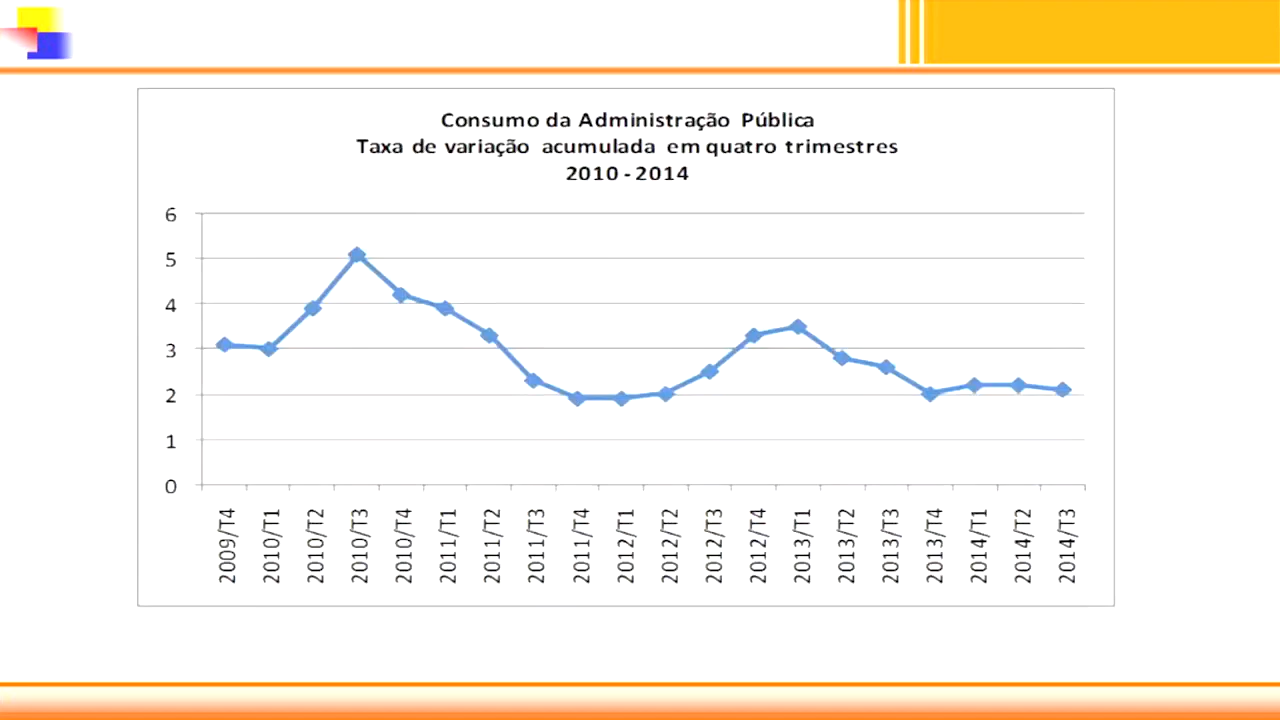 Consumo da Administração Pública
Taxa de variação acumulada em quatro trimestres
2010 - 2014
6
5
4
3
2
1
0
2009/T4
2010/T1
2010/T2
2010/T3
2010/T4
2011/T1
2011/T2
2011/T3
2011/T4
2012/T1
2012/T2
2012/T3
2012/T4
2013/T1
2013/T2
2013/T3
2013/T4
2014/T1
2014/T2
2014/T3